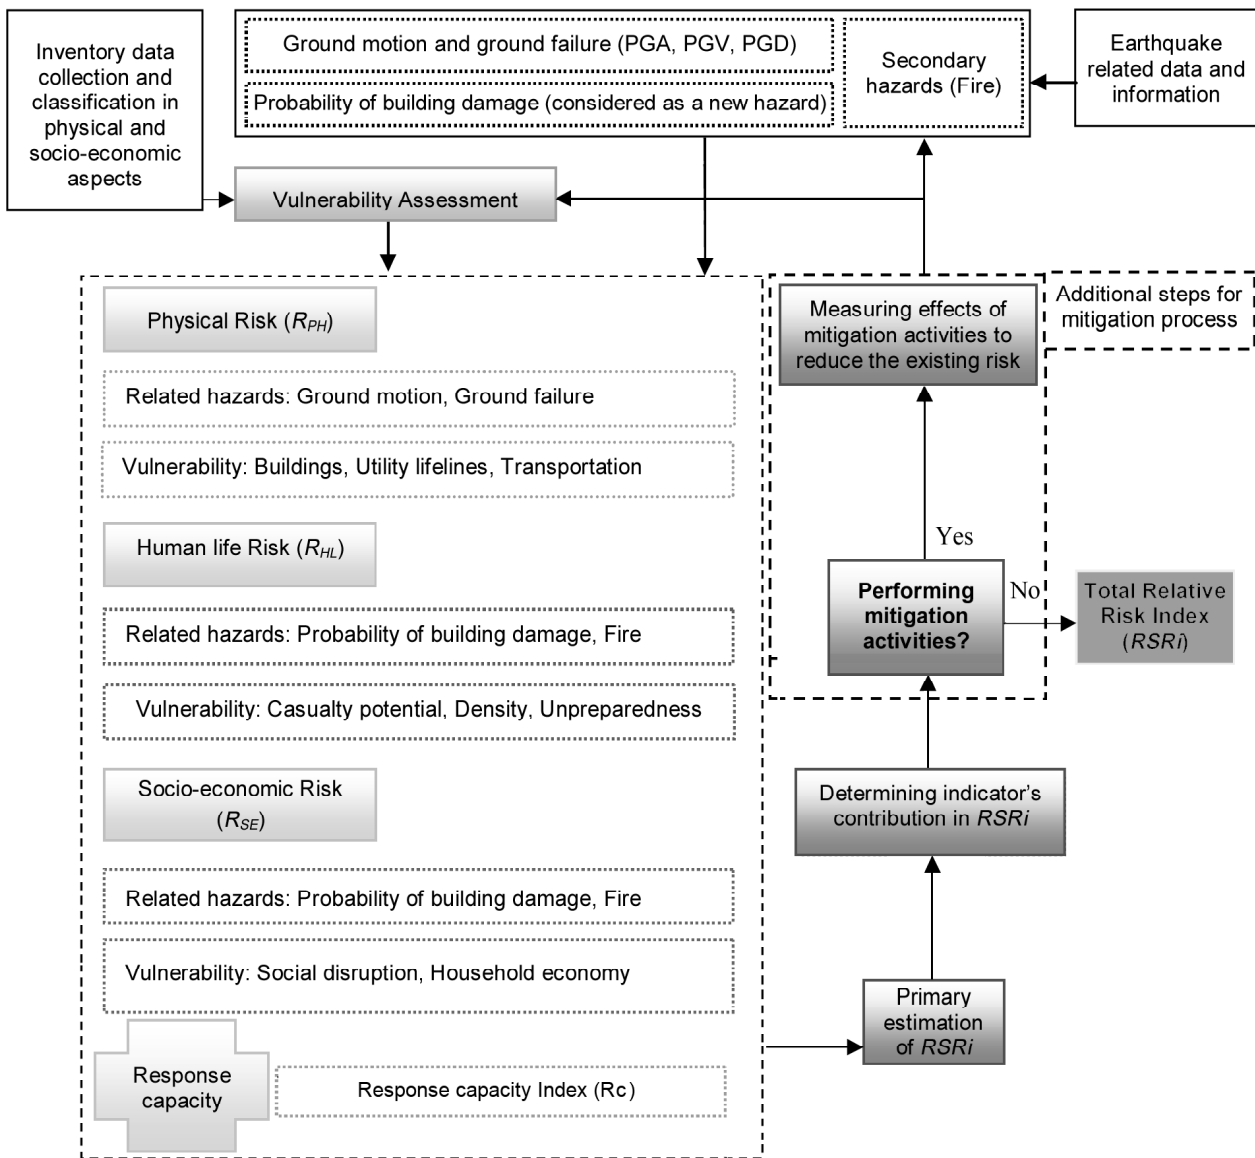 Inventory data
collection and
classification in
physical and
socio-economic
aspects
Ground motion and ground failure (PGA, PGV, PGD)
Probability of building damage (considered as a new hazard)
Secondary
hazards (Fire)
Earthquake
related data and
information
Vulnerability Assessment
Physical Risk (RPH)
Related hazards: Ground motion, Ground failure
Vulnerability: Buildings, Utility lifelines, Transportation
Human life Risk (RHL)
Related hazards: Probability of building damage, Fire
Vulnerability: Casualty potential, Density, Unpreparedness
Socio-economic Risk
(RSE)
Related hazards: Probability of building damage, Fire
Vulnerability: Social disruption, Household economy
Response
capacity
Response capacity Index (Rc)
Measuring effects of
mitigation activities to
reduce the existing risk
Additional steps for
mitigation process
Yes
Performing
mitigation
activities?
No
Total Relative
Risk Index
(RSRi)
Determining indicator's
contribution in RSRi
Primary
estimation
of RSRi